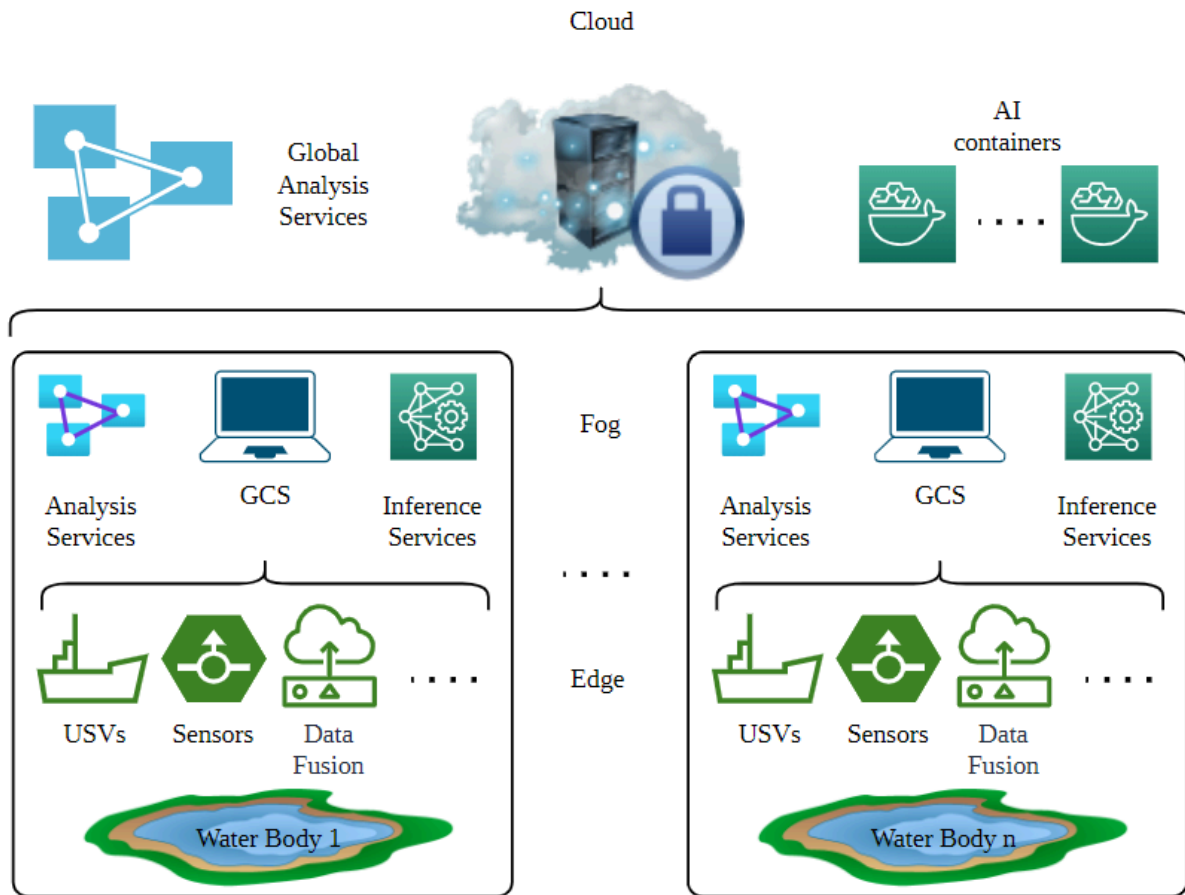 Cloud
Global
Analysis
Services
AI
containers
Fog
Analysis
Services
GCS
Inference
Services
Analysis
Services
GCS
Inference
Services
. . . .
Edge
USVs
Sensors
Data
Fusion
USVs
Sensors
Data
Fusion
Water Body 1
Water Body n